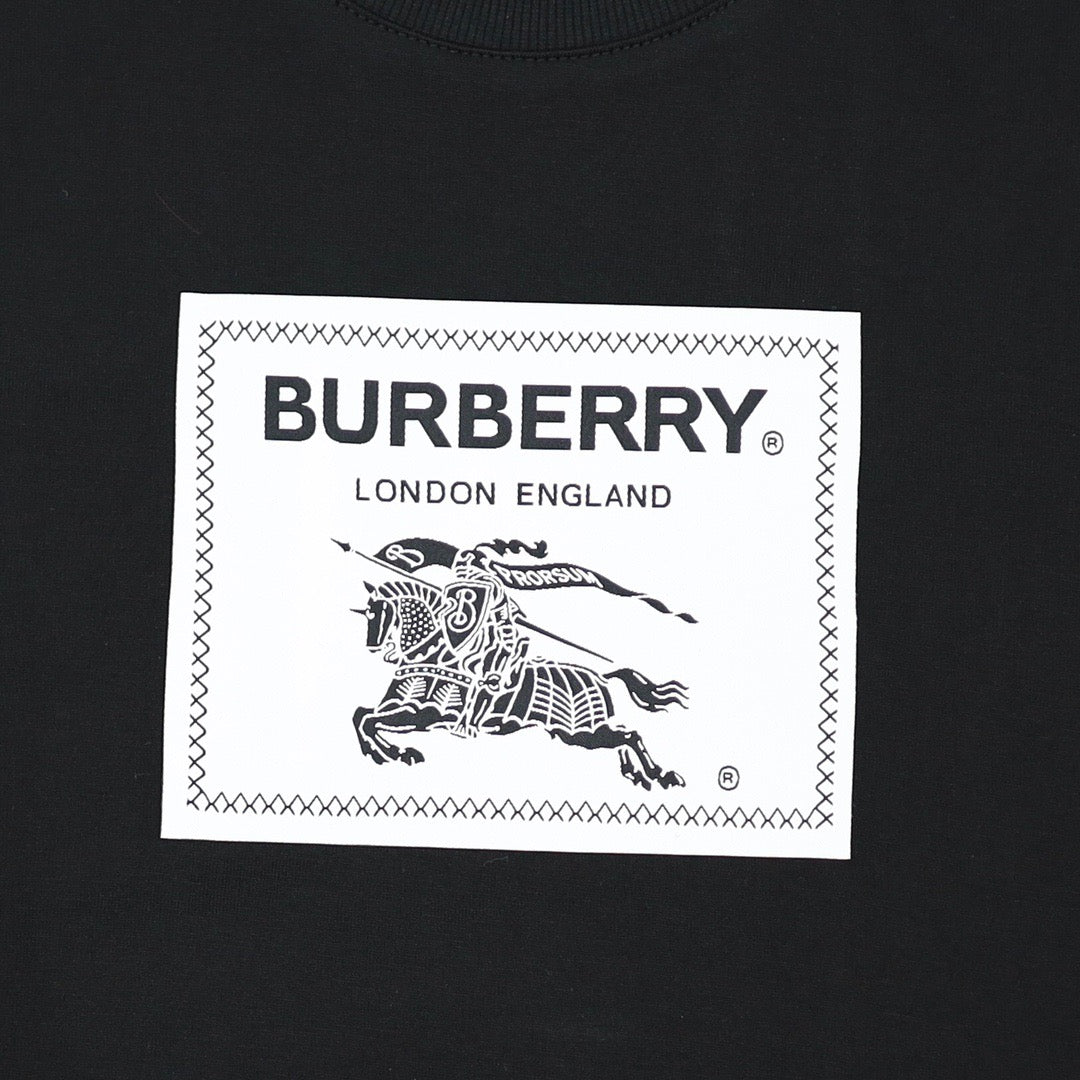 BURBERRY®
LONDON ENGLAND
B
PRORSUM
B
®